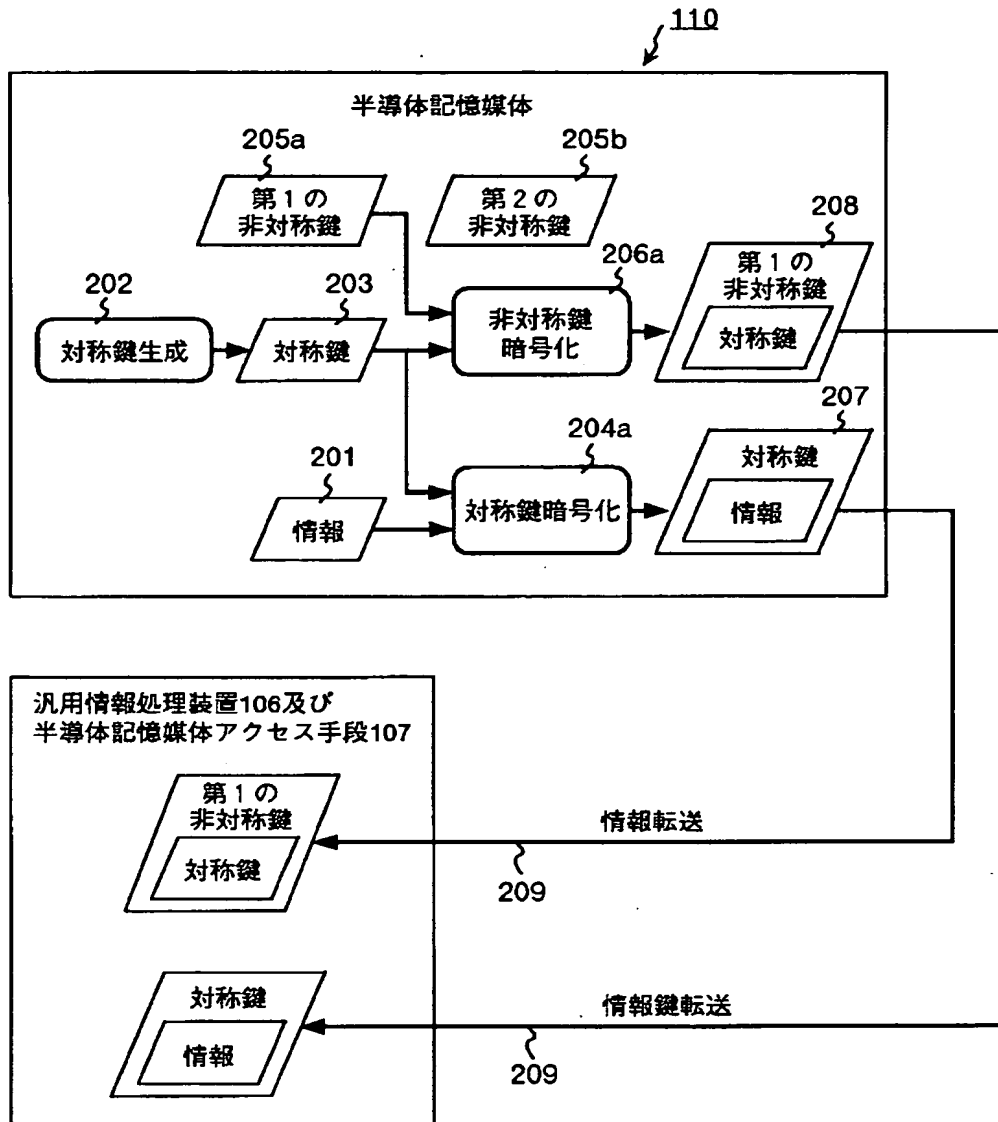 110
半導体記憶媒体
205a
205b
第1の
非対称鍵
第2の
非対称鍵
208
206a
第1の
非対称鍵
202
203
対称鍵生成
対称鍵
非対称鍵
暗号化
対称鍵
207
204a
201
対称鍵
情報
対称鍵暗号化
情報
汎用情報処理装置106及び
半導体記憶媒体アクセス手段107
第1の
非対称鍵
対称鍵
情報転送
209
対称鍵
情報
情報鍵転送
209